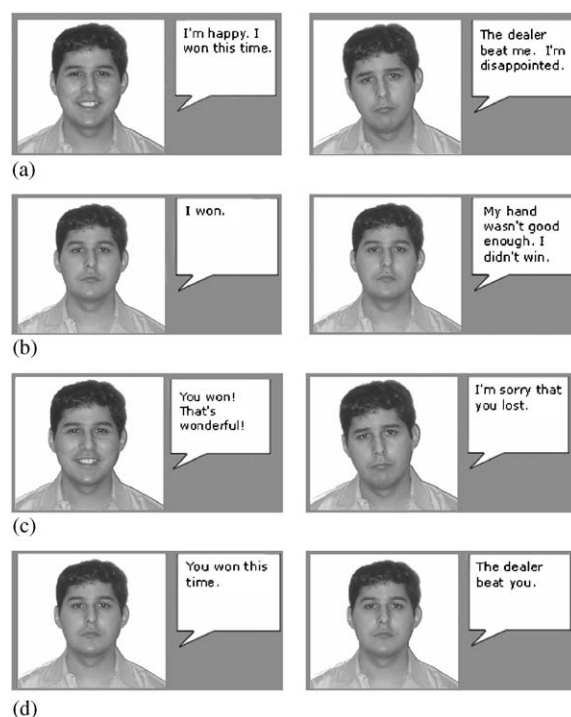 I'm happy. I
won this time.
The dealer
beat me. I'm
disappointed.
(a)
I won.
My hand
wasn't good
enough. I
didn't win.
(b)
You won!
That's
wonderful!
I'm sorry that
you lost.
(c)
You won this
time.
The dealer
beat you.
(d)